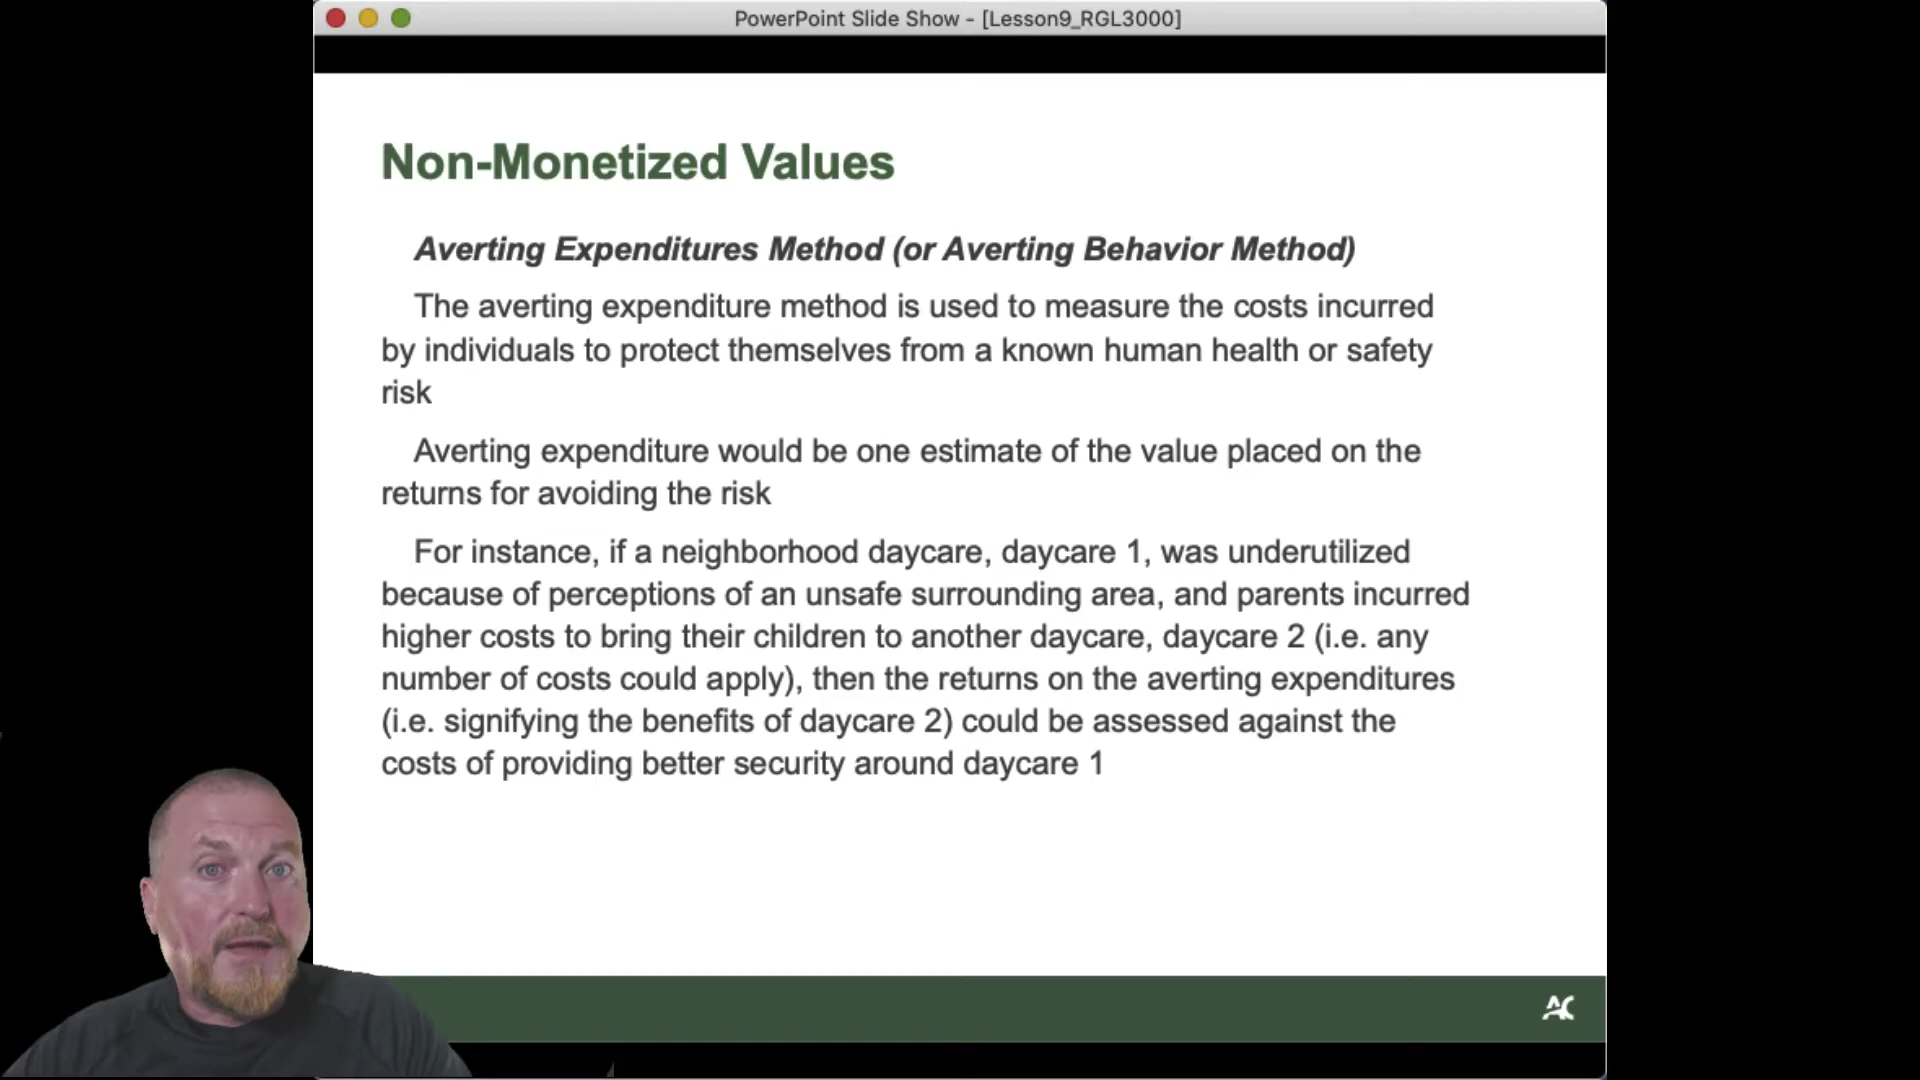 PowerPoint Slide Show - [Lesson9_RGL3000]
Non-Monetized Values
Averting Expenditures Method (or Averting Behavior Method)
The averting expenditure method is used to measure the costs incurred
by individuals to protect themselves from a known human health or safety
risk
Averting expenditure would be one estimate of the value placed on the
returns for avoiding the risk
For instance, if a neighborhood daycare, daycare 1, was underutilized
because of perceptions of an unsafe surrounding area, and parents incurred
higher costs to bring their children to another daycare, daycare 2 (i.e. any
number of costs could apply), then the returns on the averting expenditures
(i.e. signifying the benefits of daycare 2) could be assessed against the
costs of providing better security around daycare 1
AC